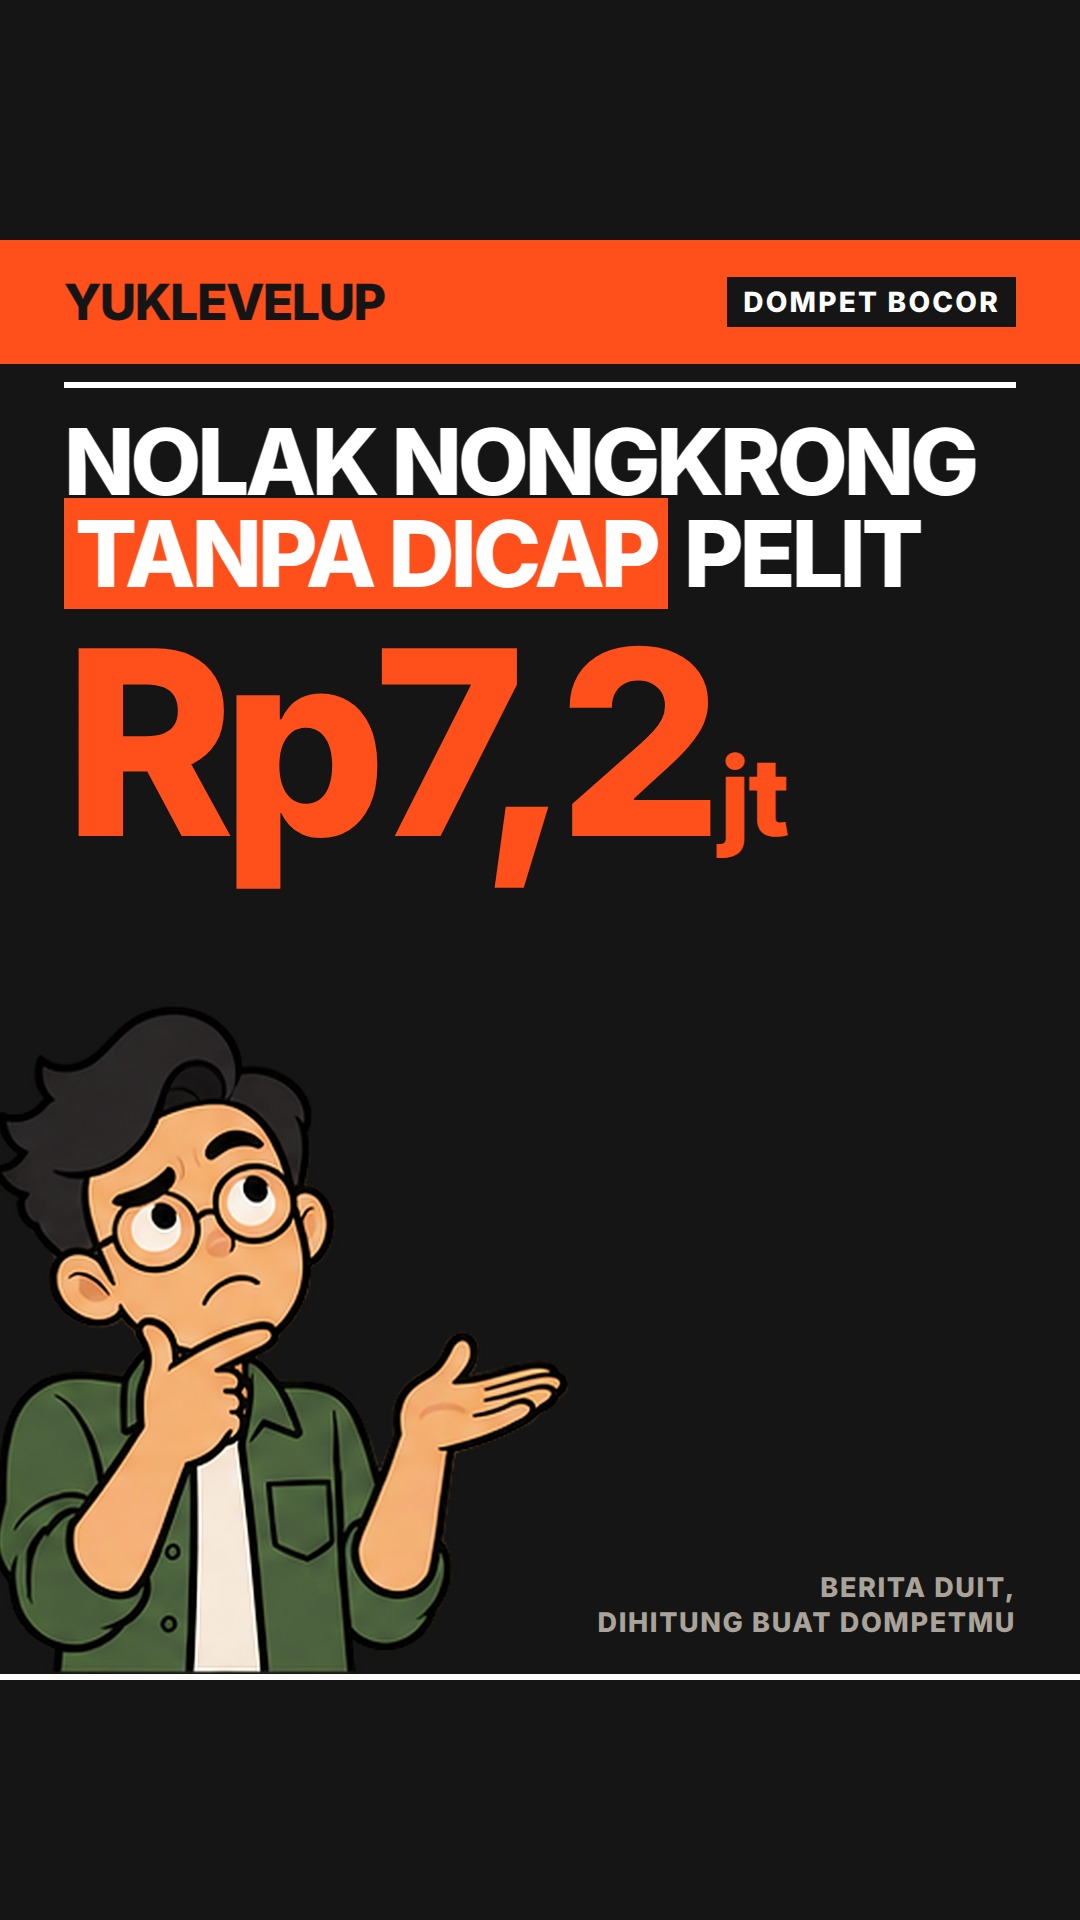 YUKLEVELUP
DOMPET BOCOR
NOLAK NONGKRONG
TANPA DICAP PELIT
Rp7,2jt
BERITA DUIT,
DIHITUNG BUAT DOMPETMU